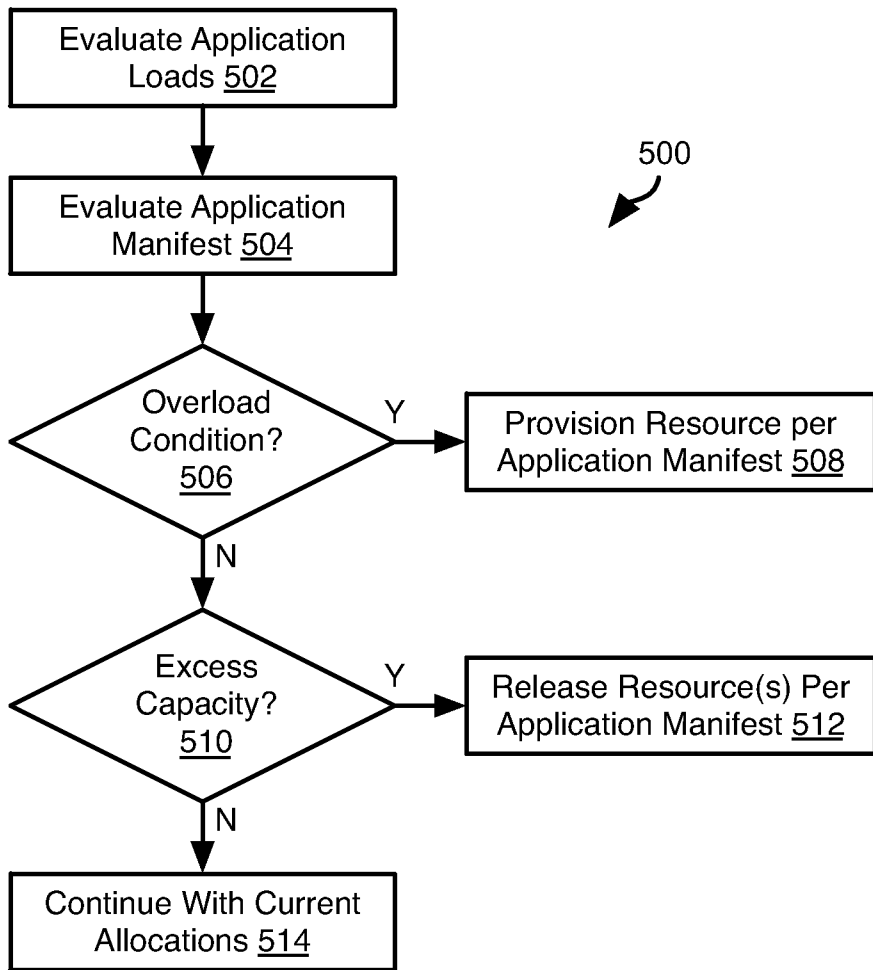 Evaluate Application
Loads 502
500
Evaluate Application
Manifest 504
Overload
Condition?
506
Y
Provision Resource per
Application Manifest 508
N
Excess
Capacity?
510
Y
Release Resource(s) Per
Application Manifest 512
N
Continue With Current
Allocations 514